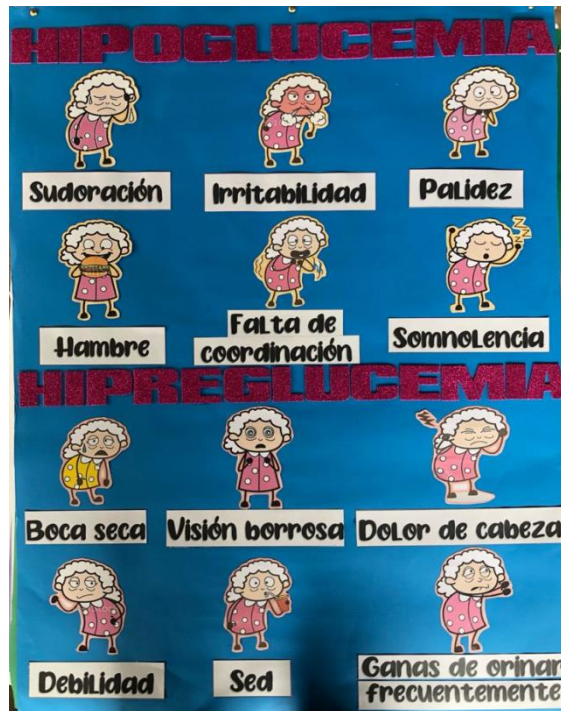 HIPOGLUCEMIA
Sudoración Irritabilidad Palidez
Hambre Falta de coordinación Somnolencia
HIPREGLUCEMIA
Boca seca Visión borrosa Dolor de cabeza
Debilidad Sed Ganas de orinar frecuentemente